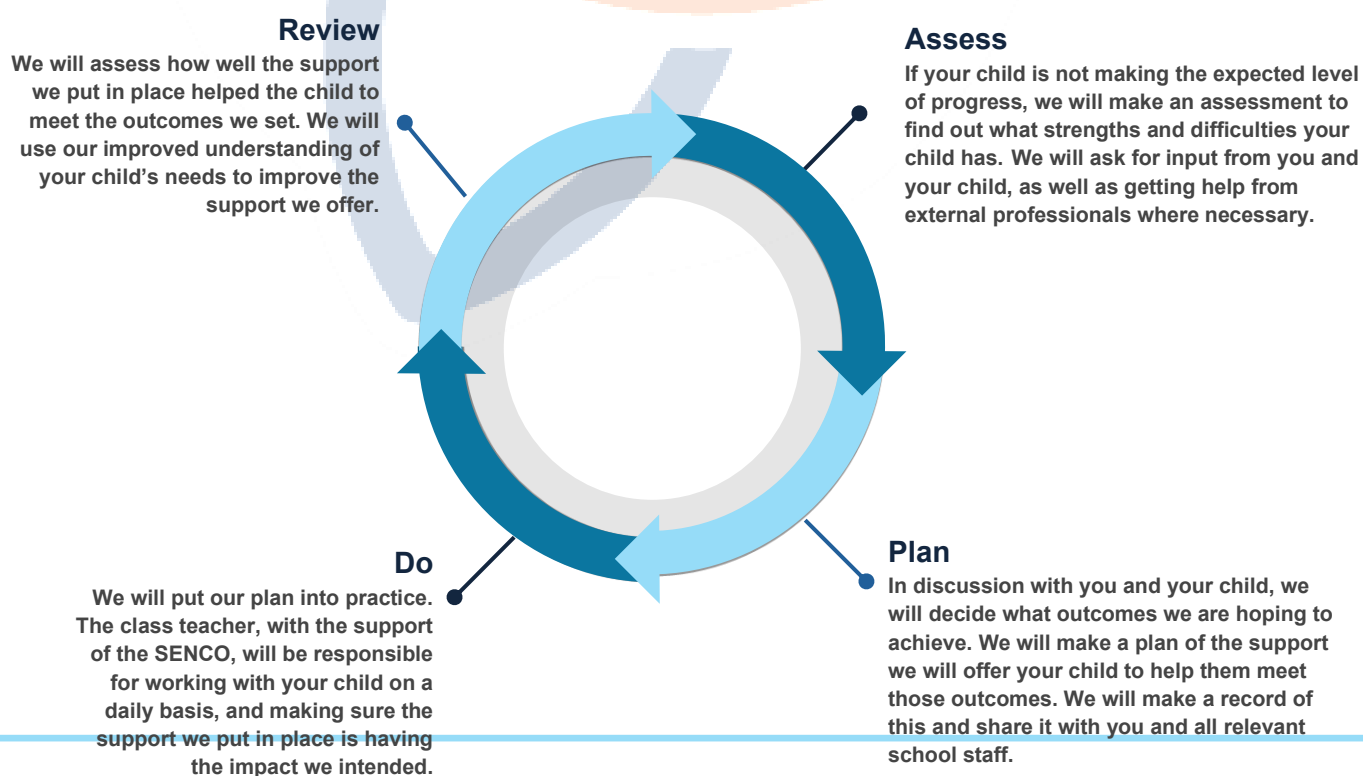 Review
We will assess how well the support
we put in place helped the child to
meet the outcomes we set. We will
use our improved understanding of
your child’s needs to improve the
support we offer.
Assess
If your child is not making the expected level
of progress, we will make an assessment to
find out what strengths and difficulties your
child has. We will ask for input from you and
your child, as well as getting help from
external professionals where necessary.
Do
We will put our plan into practice.
The class teacher, with the support
of the SENCO, will be responsible
for working with your child on a
daily basis, and making sure the
support we put in place is having
the impact we intended.
Plan
In discussion with you and your child, we
will decide what outcomes we are hoping to
achieve. We will make a plan of the support
we will offer your child to help them meet
those outcomes. We will make a record of
this and share it with you and all relevant
school staff.